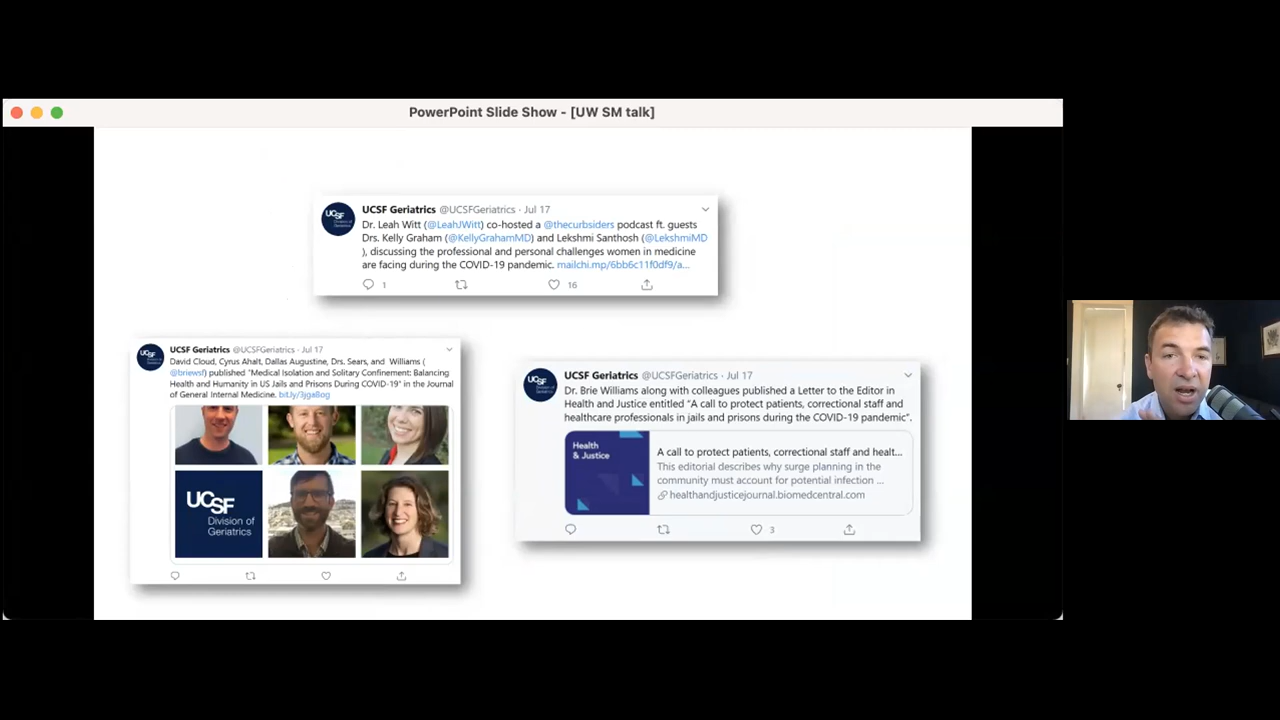 PowerPoint Slide Show - [UW SM talk]
UCSF Geriatrics @UCSFGeriatrics · Jul 17
Dr. Leah Witt (@LeahJWitt) co-hosted a @thecurbsiders podcast ft. guests
Drs. Kelly Graham (@KellyGrahamMD) and Lekshmi Santhosh (@LekshmiMD
), discussing the professional and personal challenges women in medicine
are facing during the COVID-19 pandemic. mailchi.mp/6bb6c11f0df9/a...
1
16
UCSF Geriatrics @UCSFGeriatrics · Jul 17
David Cloud, Cyrus Ahalt, Dallas Augustine, Drs. Sears, and Williams (
@briewsf) published "Medical Isolation and Solitary Confinement: Balancing
Health and Humanity in US Jails and Prisons During COVID-19" in the Journal
of General Internal Medicine. bit.ly/3jga8og
UCSF
Division of
Geriatrics
UCSF Geriatrics @UCSFGeriatrics · Jul 17
Dr. Brie Williams along with colleagues published a Letter to the Editor in
Health and Justice entitled "A call to protect patients, correctional staff and
healthcare professionals in jails and prisons during the COVID-19 pandemic".
Health
& Justice
A call to protect patients, correctional staff and healt...
This editorial describes why surge planning in the
community must account for potential infection ...
healthandjusticejournal.biomedcentral.com
3